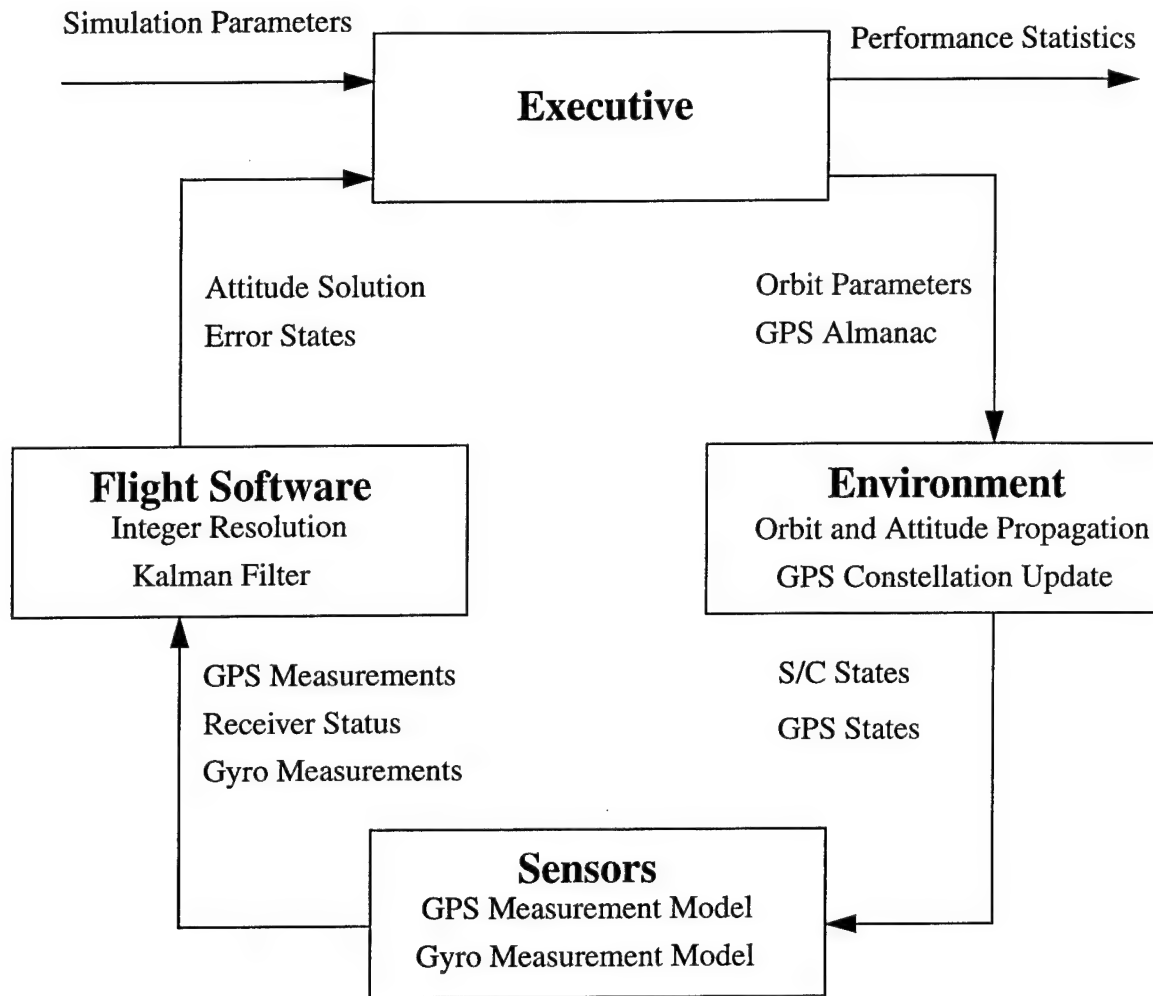 Simulation Parameters
Performance Statistics
Executive
Attitude Solution
Error States
Orbit Parameters
GPS Almanac
Flight Software
Integer Resolution
Kalman Filter
Environment
Orbit and Attitude Propagation
GPS Constellation Update
GPS Measurements
Receiver Status
Gyro Measurements
S/C States
GPS States
Sensors
GPS Measurement Model
Gyro Measurement Model